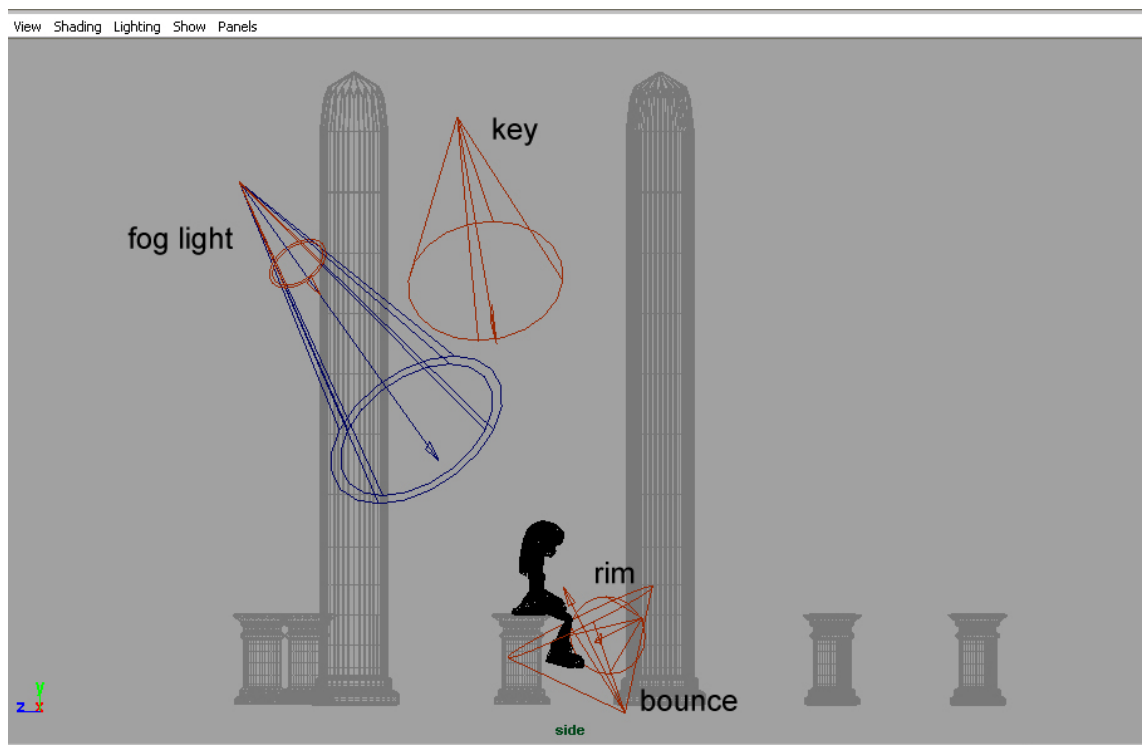 View Shading Lighting Show Panels
key
fog light
rim
bounce
y
z x
side